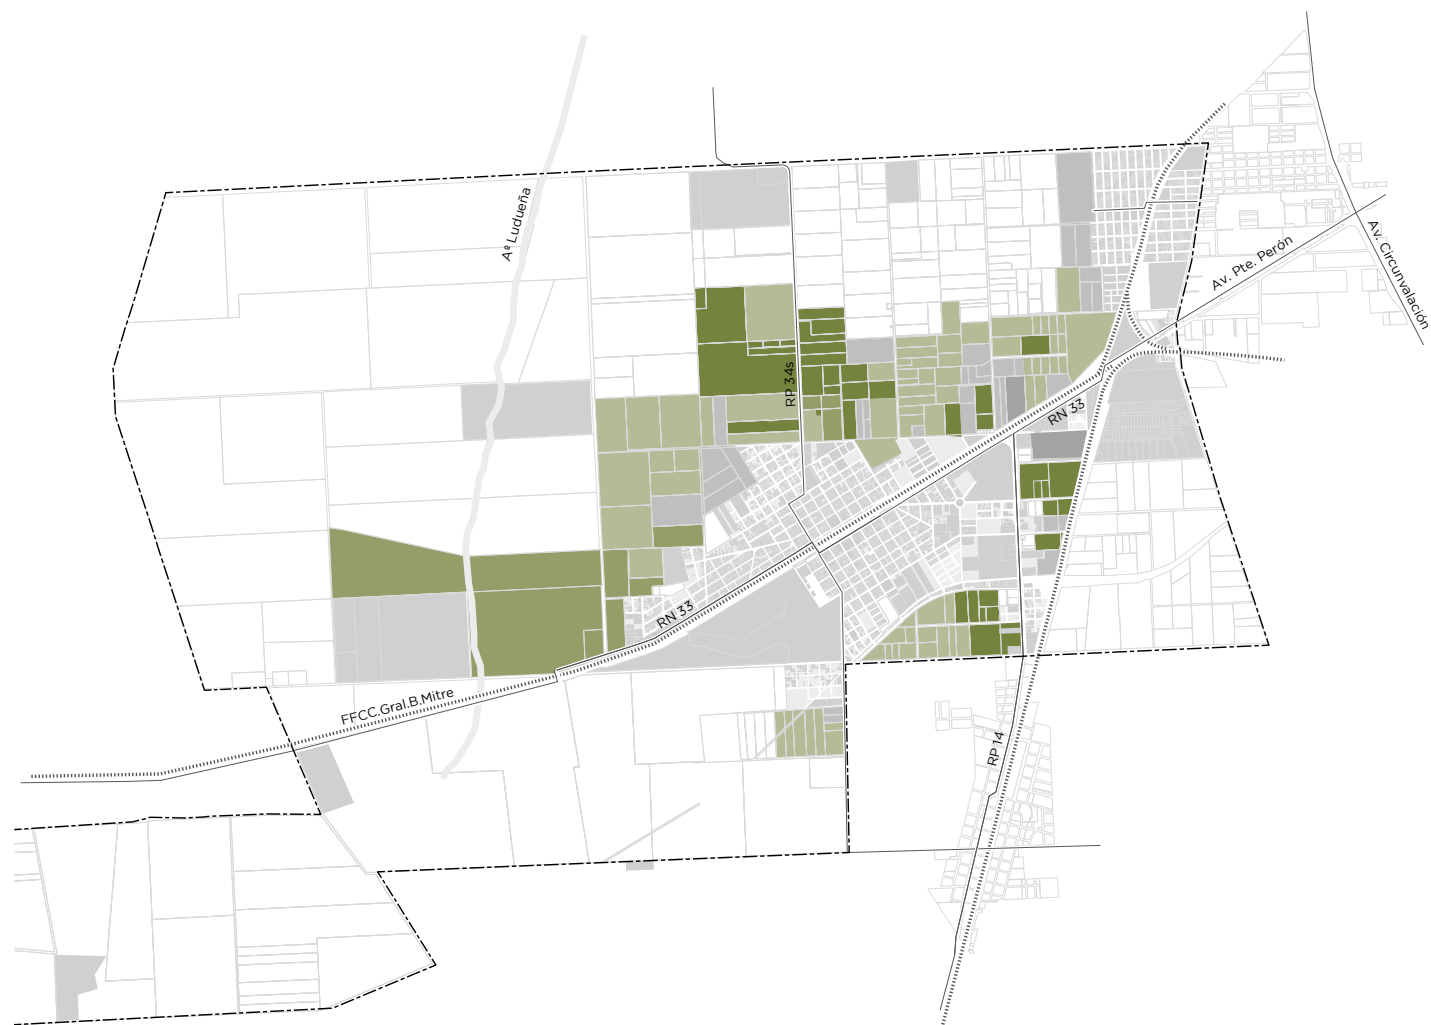 Aº Ludueña
Av. Pte. Perón
Av. Circunvalación
RP 34s
RN 33
RN 33
FFCC.Gral.B.Mitre
RP 14